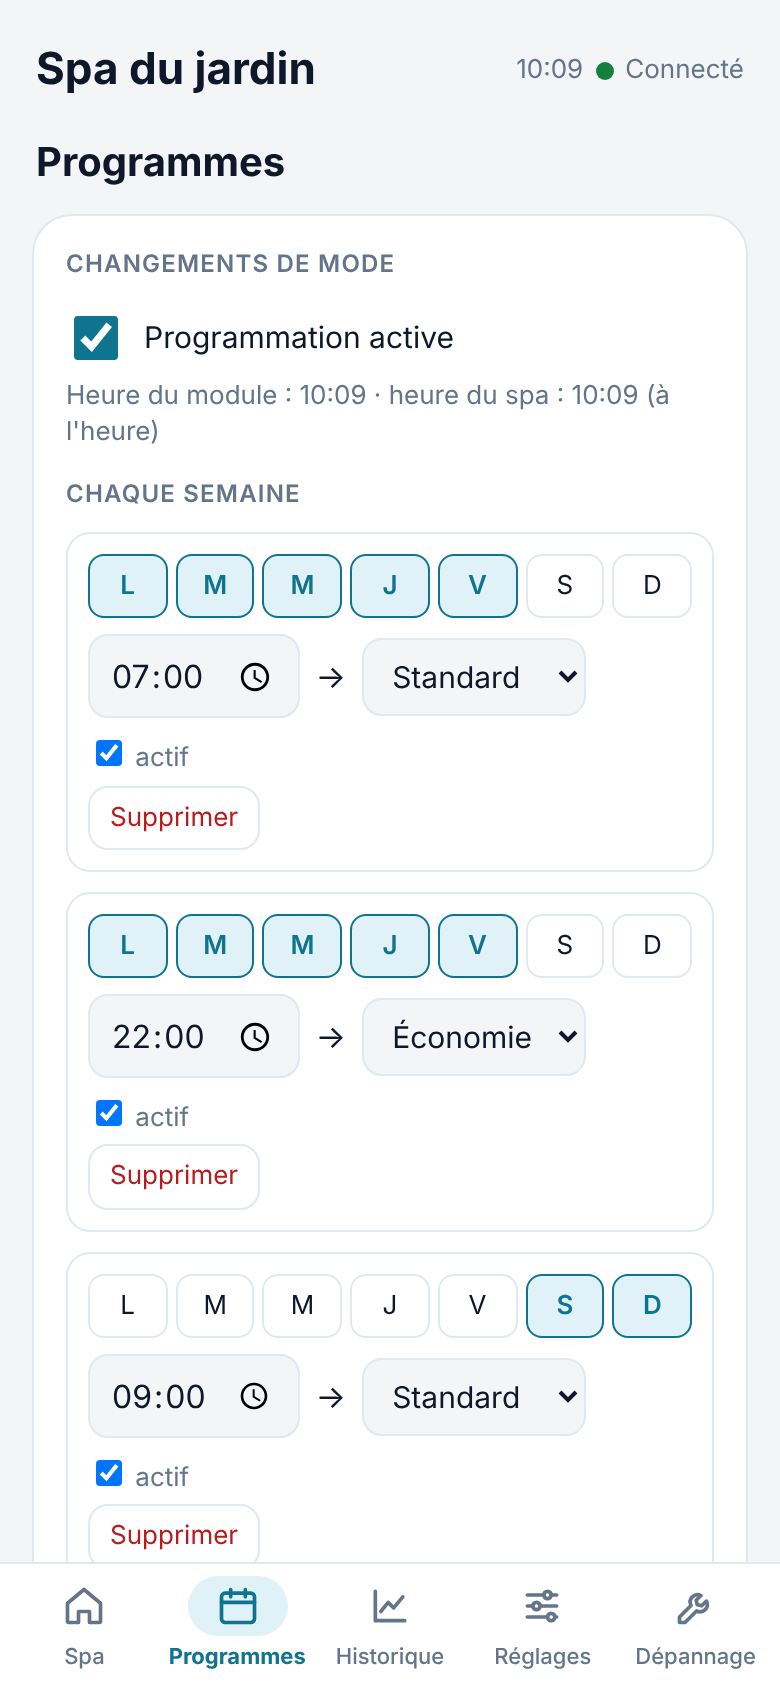 Spa du jardin
10:09 Connecté
Programmes
CHANGEMENTS DE MODE
Programmation active
Heure du module : 10:09 · heure du spa : 10:09 (à
l'heure)
CHAQUE SEMAINE
L M M J V S D
07:00 → Standard
actif
Supprimer
L M M J V S D
22:00 → Économie
actif
Supprimer
L M M J V S D
09:00 → Standard
actif
Supprimer
Spa Programmes Historique Réglages Dépannage